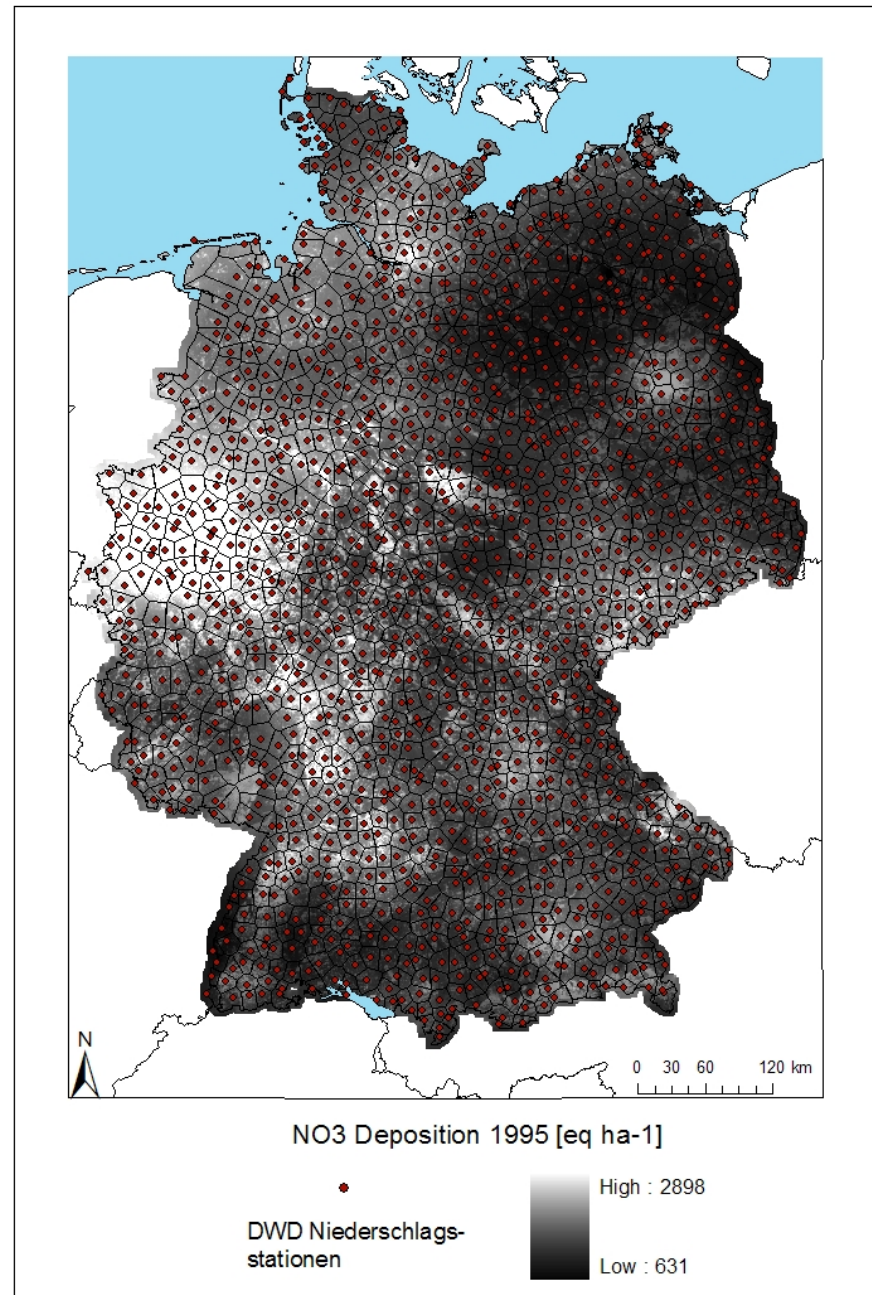 N
0 30 60 120 km
NO3 Deposition 1995 [eq ha-1]
High : 2898
DWD Niederschlags-
stationen
Low : 631